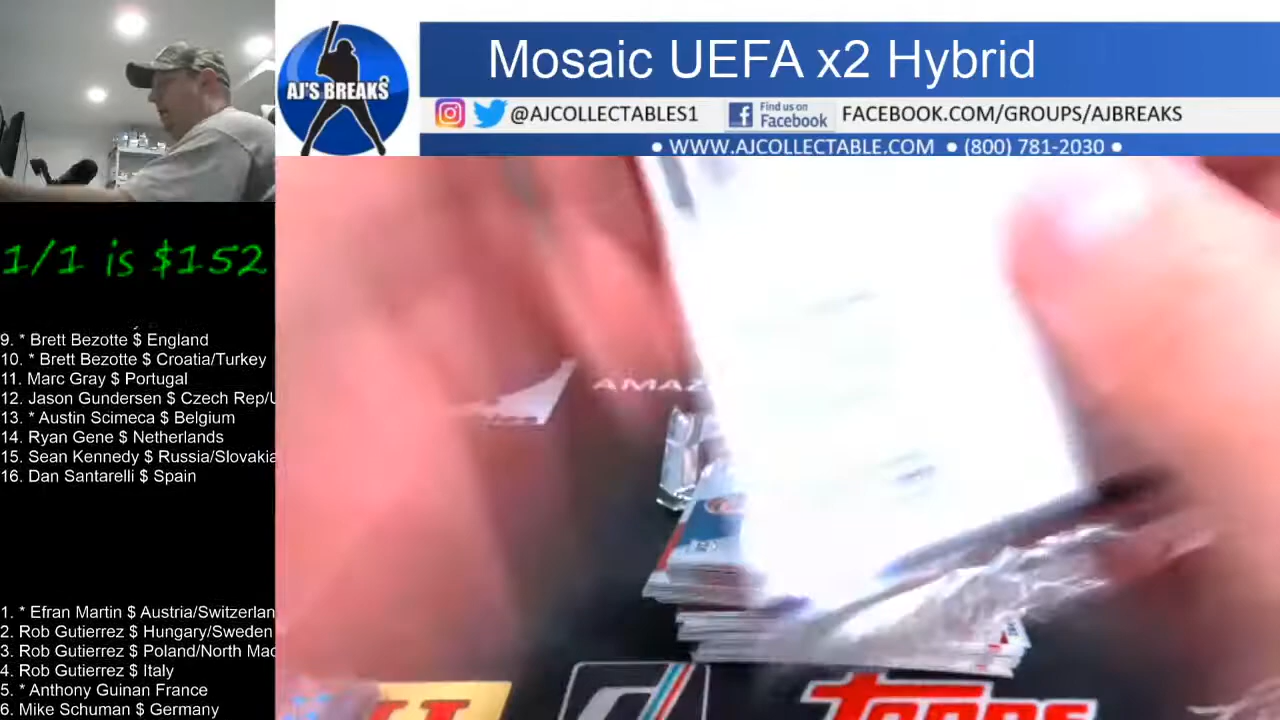 Mosaic UEFA x2 Hybrid
AJ'S BREAKS
@AJCOLLECTABLES1
Find us on
Facebook
FACEBOOK.COM/GROUPS/AJBREAKS
• WWW.AJCOLLECTABLE.COM • (800) 781-2030 •
1/1 is $152
9. * Brett Bezotte $ England
10. * Brett Bezotte $ Croatia/Turkey
11. Marc Gray $ Portugal
12. Jason Gundersen $ Czech Rep/U
13. * Austin Scimeca $ Belgium
14. Ryan Gene $ Netherlands
15. Sean Kennedy $ Russia/Slovakia
16. Dan Santarelli $ Spain
1. * Efran Martin $ Austria/Switzerlan
2. Rob Gutierrez $ Hungary/Sweden
3. Rob Gutierrez $ Poland/North Mac
4. Rob Gutierrez $ Italy
5. * Anthony Guinan France
6. Mike Schuman $ Germany
AMAZ
Topps